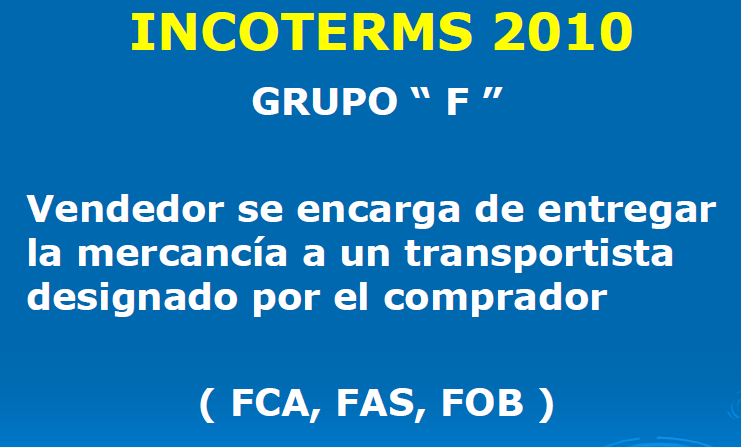 INCOTERMS 2010
GRUPO “ F ”
Vendedor se encarga de entregar
la mercancía a un transportista
designado por el comprador
( FCA, FAS, FOB )